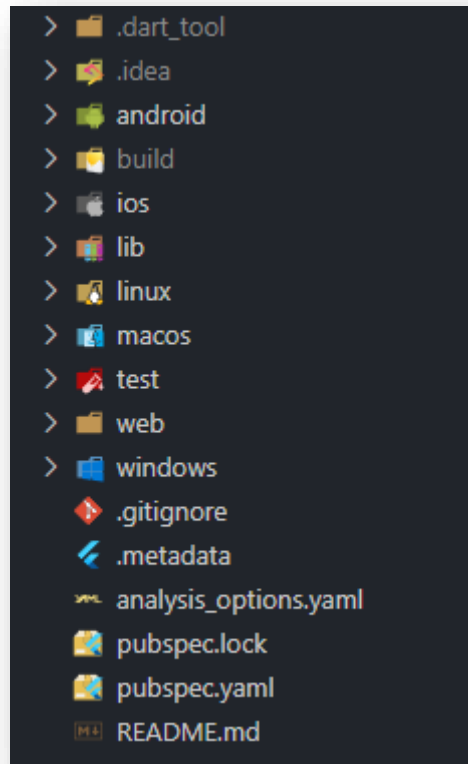 .dart_tool
.idea
android
build
ios
lib
linux
macos
test
web
windows
.gitignore
.metadata
analysis_options.yaml
pubspec.lock
pubspec.yaml
README.md